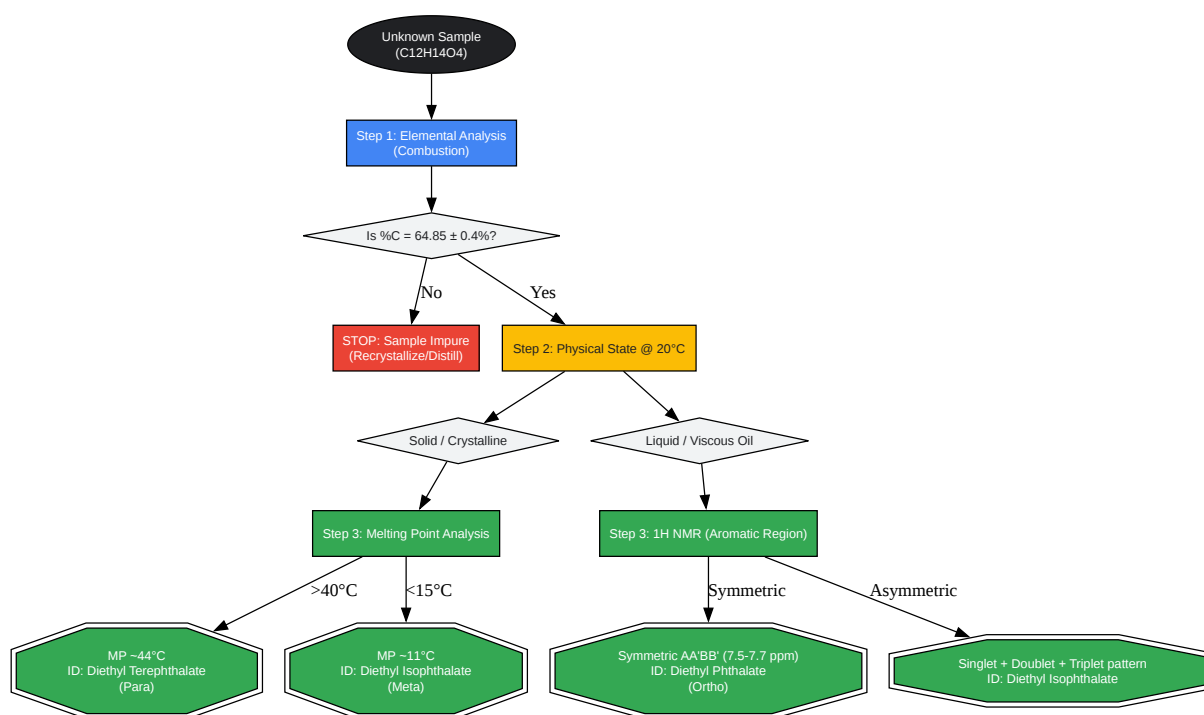 Unknown Sample
(C12H14O4)
Step 1: Elemental Analysis
(Combustion)
Is %C = 64.85 ± 0.4%?
No
Yes
STOP: Sample Impure
(Recrystallize/Distill)
Step 2: Physical State @ 20°C
Solid / Crystalline
Liquid / Viscous Oil
Step 3: Melting Point Analysis
Step 3: 1H NMR (Aromatic Region)
>40°C
<15°C
Symmetric
Asymmetric
MP ~44°C
ID: Diethyl Terephthalate
(Para)
MP ~11°C
ID: Diethyl Isophthalate
(Meta)
Symmetric AA'BB' (7.5-7.7 ppm)
ID: Diethyl Phthalate
(Ortho)
Singlet + Doublet + Triplet pattern
ID: Diethyl Isophthalate